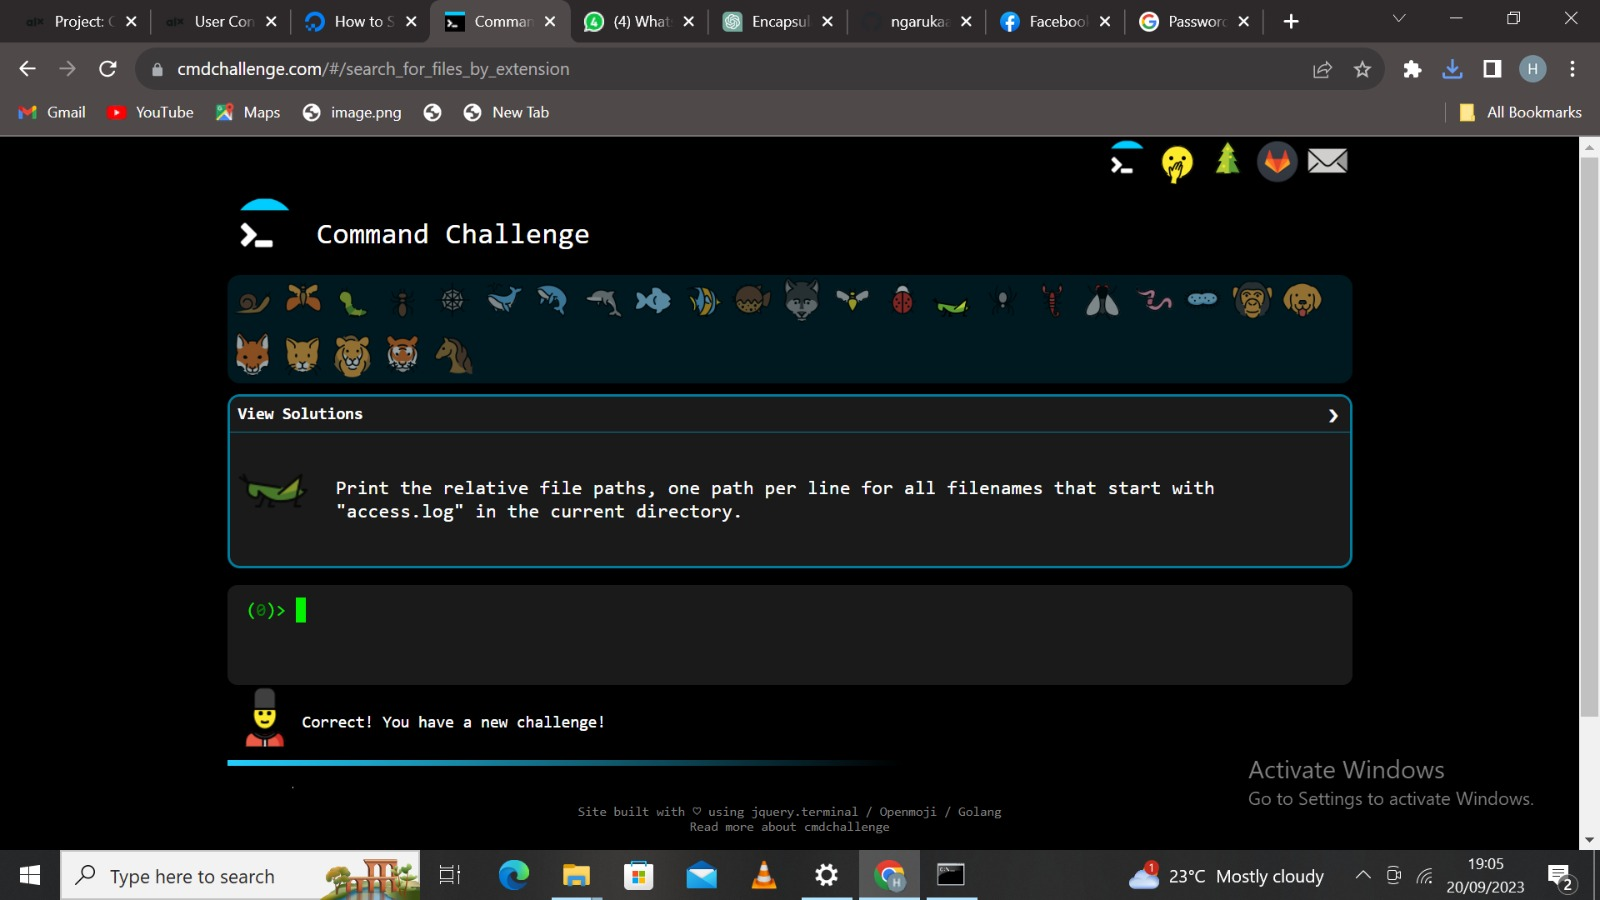 Project: C
User Con
How to S
Comman
(4) What
Encapsul
ngaruka
Facebook
Password
cmdchallenge.com/#/search_for_files_by_extension
H
Gmail
YouTube
Maps
image.png
New Tab
All Bookmarks
Command Challenge
View Solutions
Print the relative file paths, one path per line for all filenames that start with
"access.log" in the current directory.
(0)>
Correct! You have a new challenge!
Activate Windows
Go to Settings to activate Windows.
Site built with ♡ using jquery.terminal / Openmoji / Golang
Read more about cmdchallenge
Type here to search
1
23°C Mostly cloudy
19:05
20/09/2023
2